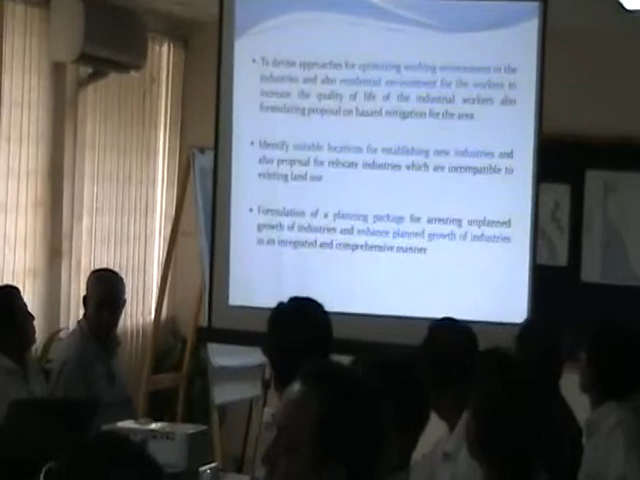 • To devise approaches for optimizing working environment in the
industries and also residential environment for the workers to
increase the quality of life of the industrial workers also
formulating proposal on hazard mitigation for the area
• Identify suitable locations for establishing new industries and
also proposal for relocate industries which are incompatible to
existing land use
• Formulation of a planning package for arresting unplanned
growth of industries and enhance planned growth of industries
in an integrated and comprehensive manner